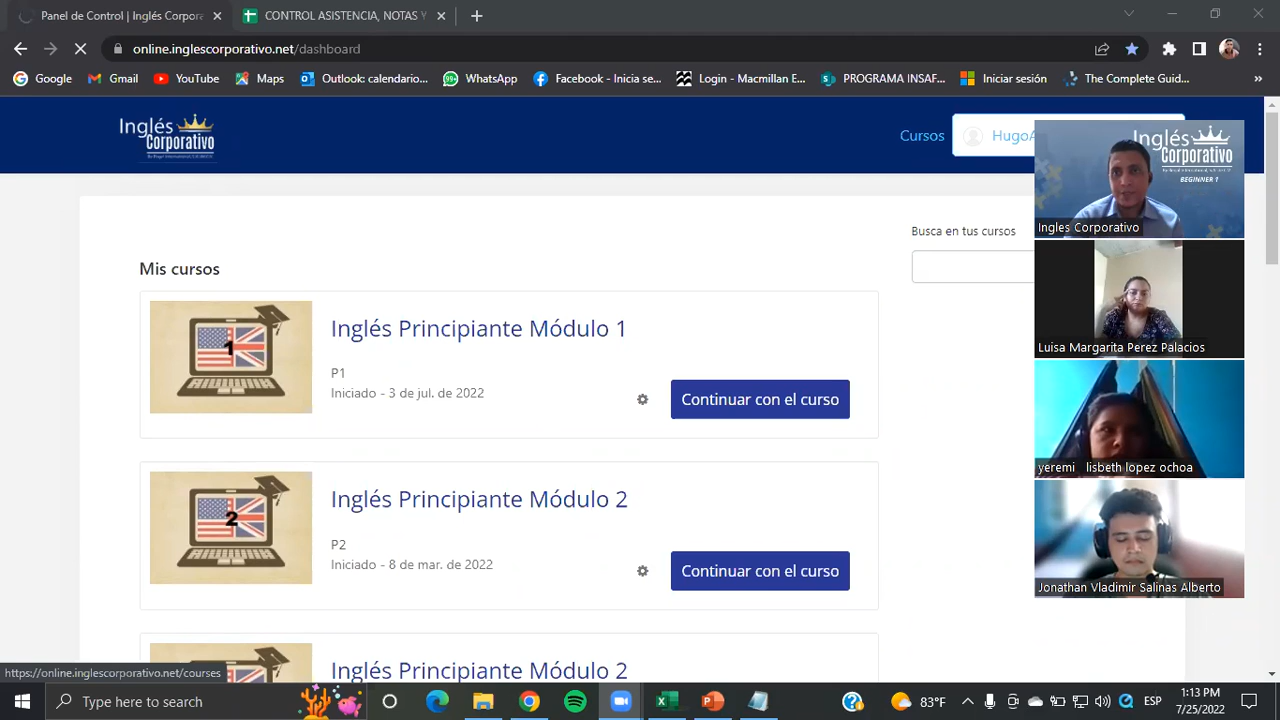 Panel de Control | Inglés Corpora
CONTROL ASISTENCIA, NOTAS Y
online.inglescorporativo.net/dashboard
Google
Gmail
YouTube
Maps
Outlook: calendario...
99+
WhatsApp
Facebook - Inicia se...
Login - Macmillan E...
PROGRAMA INSAF...
Iniciar sesión
The Complete Guid...
»
Inglés
Corporativo
Cursos
HugoA
Inglés
Corporativo
BEGINNER 1
Ingles Corporativo
Busca en tus cursos
Mis cursos
1
Inglés Principiante Módulo 1
P1
Iniciado - 3 de jul. de 2022
Continuar con el curso
Luisa Margarita Perez Palacios
yeremi lisbeth lopez ochoa
2
Inglés Principiante Módulo 2
P2
Iniciado - 8 de mar. de 2022
Continuar con el curso
Jonathan Vladimir Salinas Alberto
Inglés Principiante Módulo 2
https://online.inglescorporativo.net/courses
Type here to search
83°F
ESP
1:13 PM
7/25/2022